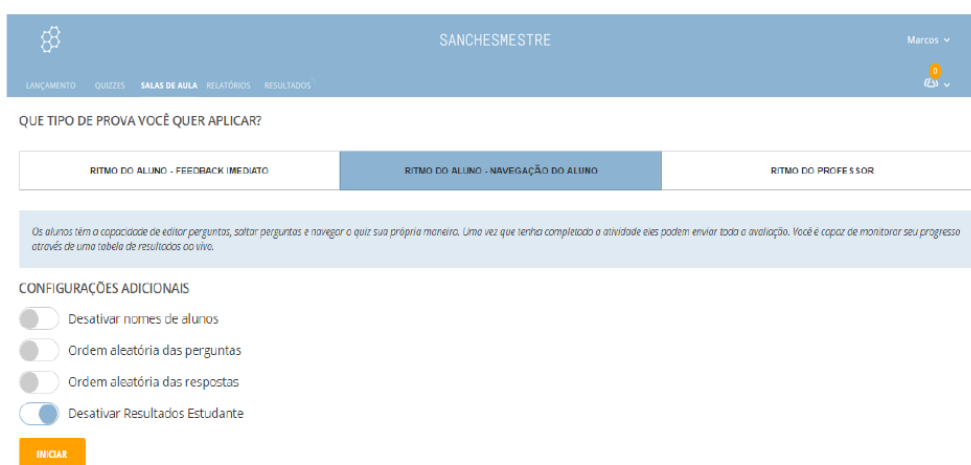 SANCHESMESTRE
Marcos
LANÇAMENTO QUIZZES SALAS DE AULA RELATÓRIOS RESULTADOS
0
QUE TIPO DE PROVA VOCÊ QUER APLICAR?
RITMO DO ALUNO - FEEDBACK IMEDIATO RITMO DO ALUNO - NAVEGAÇÃO DO ALUNO RITMO DO PROFESSOR
Os alunos têm a capacidade de editar perguntas, saltar perguntas e navegar o quiz sua própria maneira. Uma vez que tenha completado a atividade eles podem enviar toda a avaliação. Você é capaz de monitorar seu progresso
através de uma tabela de resultados ao vivo.
CONFIGURAÇÕES ADICIONAIS
Desativar nomes de alunos
Ordem aleatória das perguntas
Ordem aleatória das respostas
Desativar Resultados Estudante
INICIAR